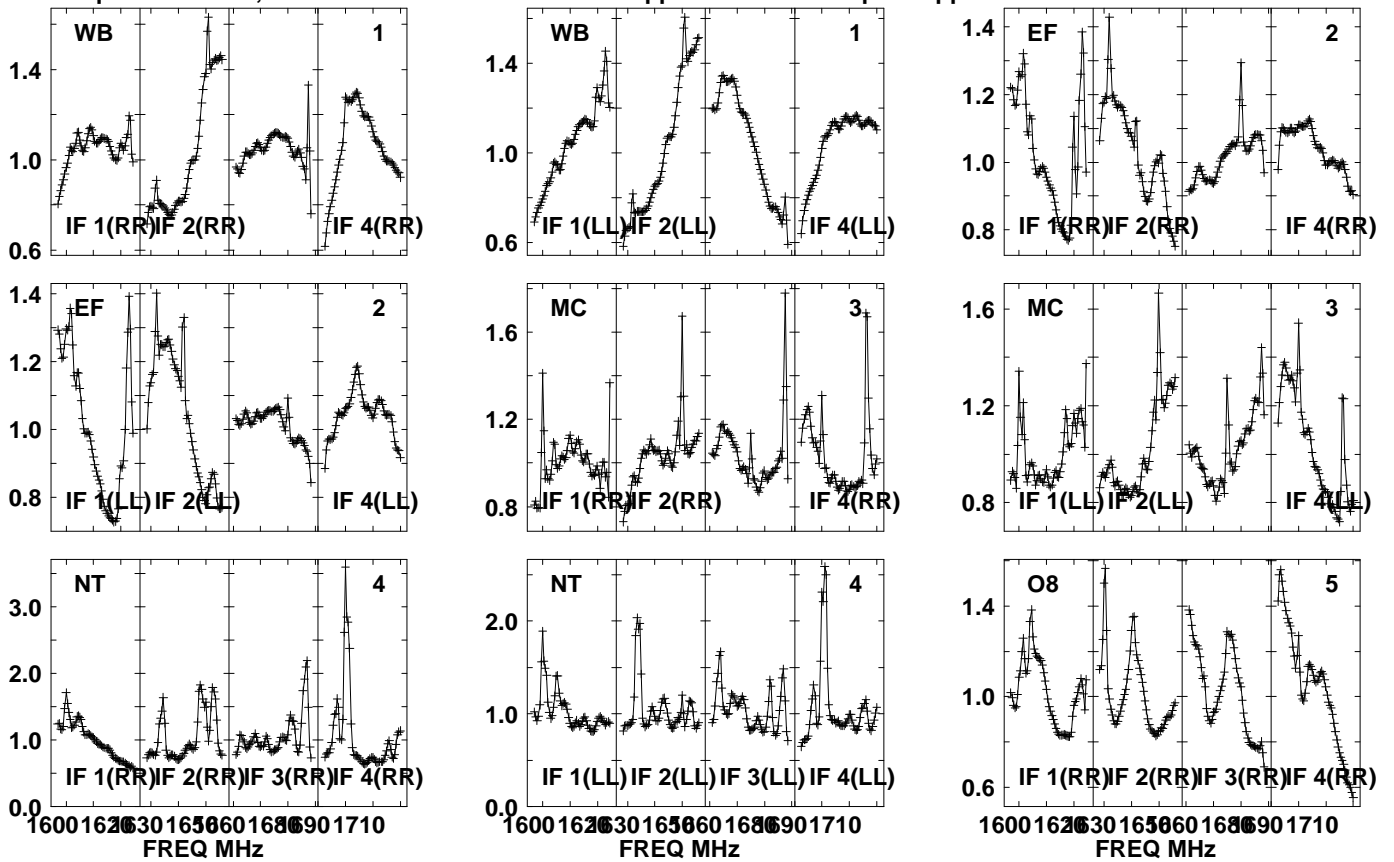 WB 1 WB 1 EF 2
1.4 1.4 1.4
1.2
1.0 1.0 1.0
IF 1(RR) IF 2(RR) IF 4(RR) IF 1(LL) IF 2(LL) IF 4(LL) IF 1(RR) IF 2(RR) IF 4(RR)
0.6 0.6 0.8
EF 2 MC 3 MC 3
1.4 1.6
1.2 1.4 1.2
1.0 1.0
0.8 0.8 0.8
IF 1(LL) IF 2(LL) IF 4(LL) IF 1(RR) IF 2(RR) IF 4(RR) IF 1(LL) IF 2(LL) IF 4(LL)
NT 4 NT 4 O8 5
3.0 2.0 1.4
2.0 1.0
1.0 1.0
IF 1(RR) IF 2(RR) IF 3(RR) IF 4(RR) IF 1(LL) IF 2(LL) IF 3(LL) IF 4(LL) IF 1(RR) IF 2(RR) IF 3(RR) IF 4(RR)
0.0 0.0 0.6
1600 1710 1600 1710 1600 1710
FREQ MHz FREQ MHz FREQ MHz